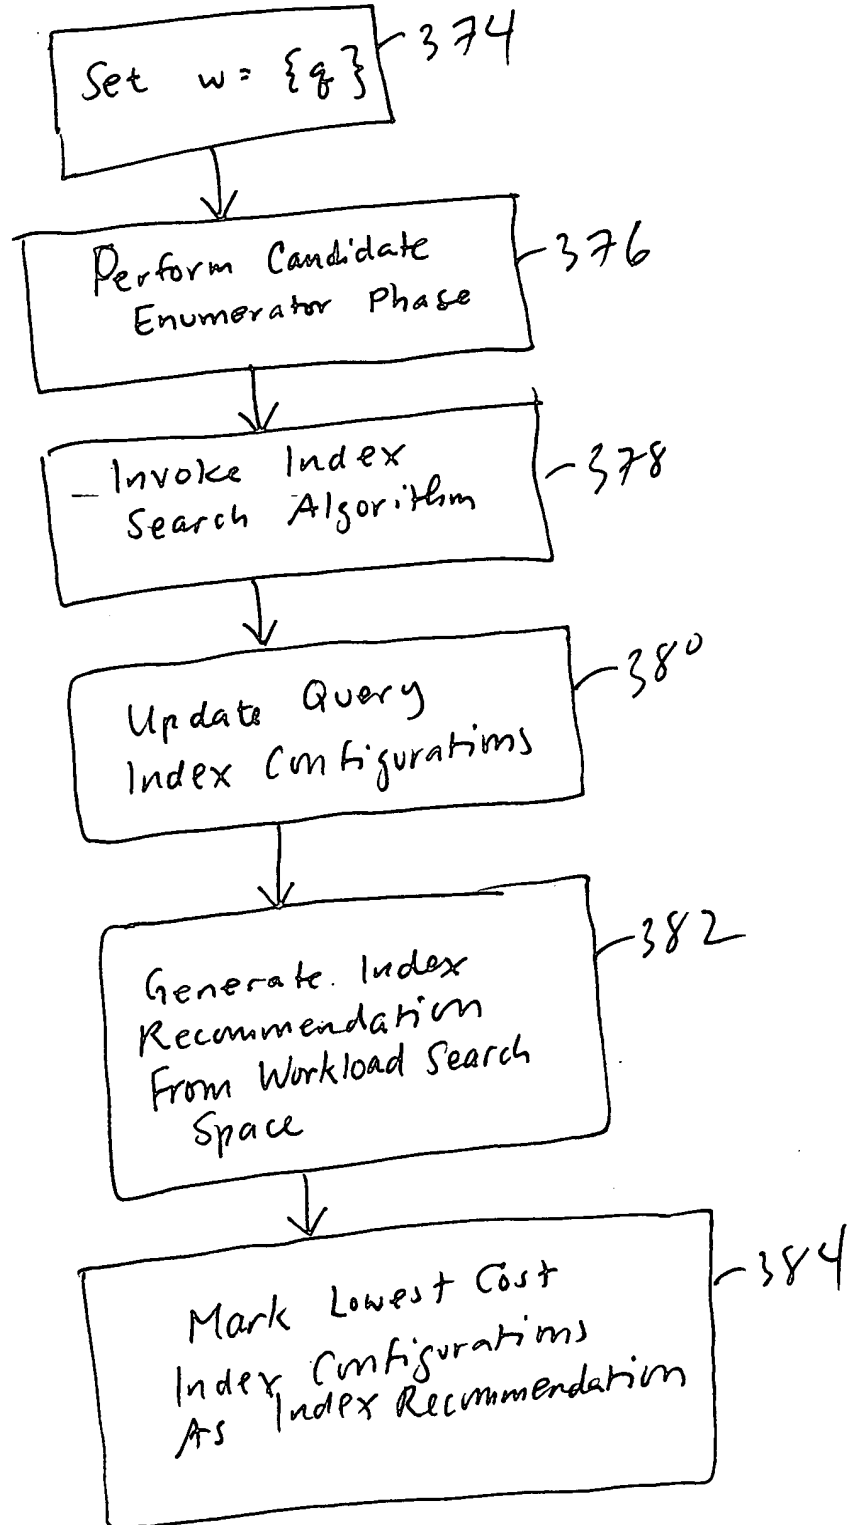 Set w= {q}
374
Perform Candidate
Enumerator Phase
376
Invoke Index
Search Algorithm
378
Update Query
Index Configurations
380
Generate Index
Recommendation
From Workload Search
Space
382
Mark Lowest Cost
Index Configurations
As Index Recommendation
384